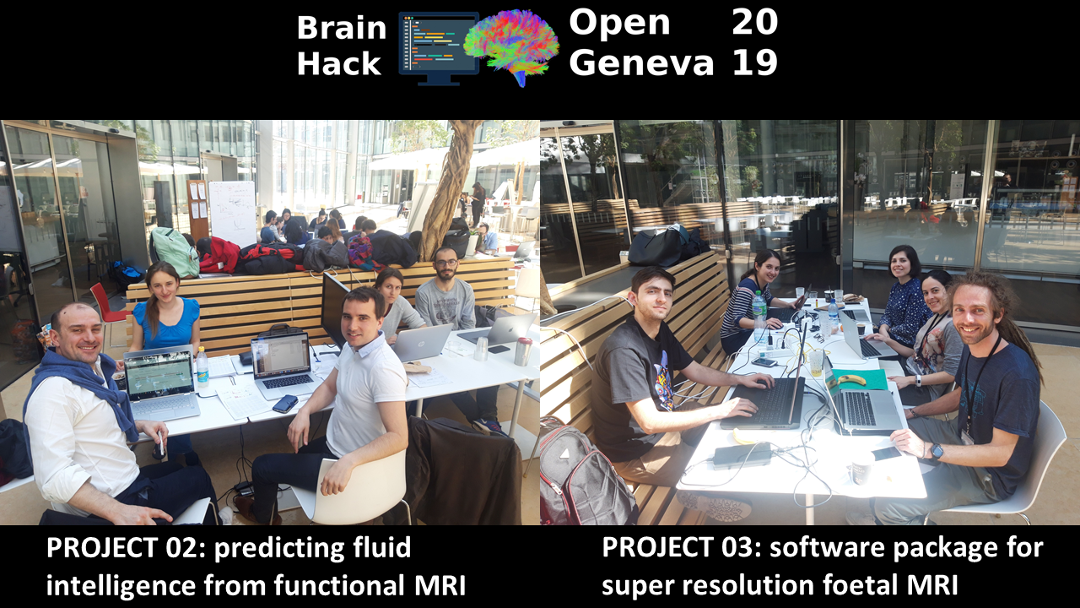 Brain
Hack
Open 20
Geneva 19
PROJECT 02: predicting fluid
intelligence from functional MRI
PROJECT 03: software package for
super resolution foetal MRI